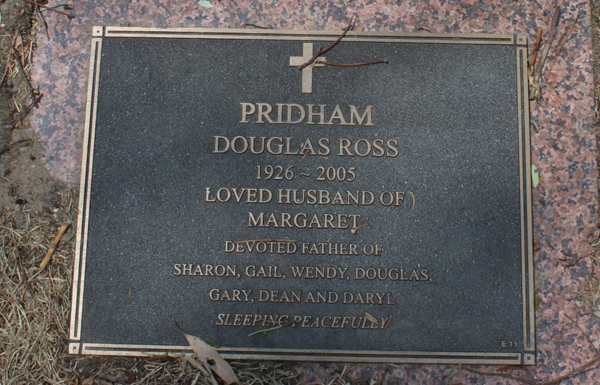 PRIDHAM
DOUGLAS ROSS
1926 ~ 2005
LOVED HUSBAND OF
MARGARET
DEVOTED FATHER OF
SHARON, GAIL, WENDY, DOUGLAS,
GARY, DEAN AND DARYL
SLEEPING PEACEFULLY
E:11